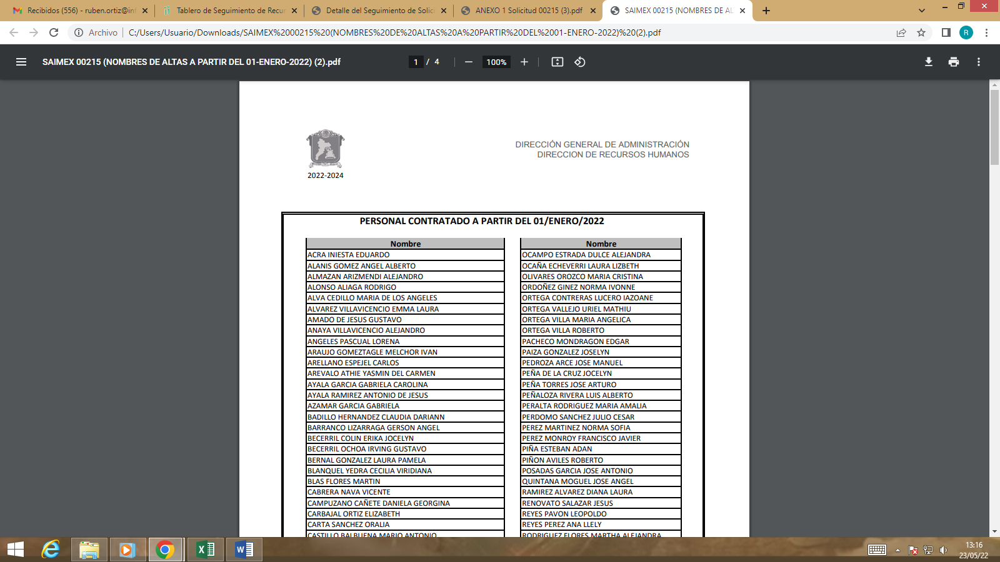 Recibidos (556) - ruben.ortiz@inf
Tablero de Seguimiento de Recur
Detalle del Seguimiento de Solici
ANEXO 1 Solicitud 00215 (3).pdf
SAIMEX 00215 (NOMBRES DE AL
Archivo
C:/Users/Usuario/Downloads/SAIMEX%2000215%20(NOMBRES%20DE%20ALTAS%20A%20PARTIR%20DEL%2001-ENERO-2022)%20(2).pdf
R
SAIMEX 00215 (NOMBRES DE ALTAS A PARTIR DEL 01-ENERO-2022) (2).pdf
1 / 4
100%
DIRECCIÓN GENERAL DE ADMINISTRACIÓN
DIRECCION DE RECURSOS HUMANOS
2022-2024
PERSONAL CONTRATADO A PARTIR DEL 01/ENERO/2022
Nombre
ACRA INIESTA EDUARDO
ALANIS GOMEZ ANGEL ALBERTO
ALMAZAN ARIZMENDI ALEJANDRO
ALONSO ALIAGA RODRIGO
ALVA CEDILLO MARIA DE LOS ANGELES
ALVAREZ VILLAVICENCIO EMMA LAURA
AMADO DE JESUS GUSTAVO
ANAYA VILLAVICENCIO ALEJANDRO
ANGELES PASCUAL LORENA
ARAUJO GOMEZTAGLE MELCHOR IVAN
ARELLANO ESPEJEL CARLOS
AREVALO ATHIE YASMIN DEL CARMEN
AYALA GARCIA GABRIELA CAROLINA
AYALA RAMIREZ ANTONIO DE JESUS
AZAMAR GARCIA GABRIELA
BADILLO HERNANDEZ CLAUDIA DARIANN
BARRANCO LIZARRAGA GERSON ANGEL
BECERRIL COLIN ERIKA JOCELYN
BECERRIL OCHOA IRVING GUSTAVO
BERNAL GONZALEZ LAURA PAMELA
BLANQUEL YEDRA CECILIA VIRIDIANA
BLAS FLORES MARTIN
CABRERA NAVA VICENTE
CAMPUZANO CAÑETE DANIELA GEORGINA
CARBAJAL ORTIZ ELIZABETH
CARTA SANCHEZ ORALIA
CASTILLO BALBUENA MARIO ANTONIO
Nombre
OCAMPO ESTRADA DULCE ALEJANDRA
OCAÑA ECHEVERRI LAURA LIZBETH
OLIVARES OROZCO MARIA CRISTINA
ORDOÑEZ GINEZ NORMA IVONNE
ORTEGA CONTRERAS LUCERO IAZOANE
ORTEGA VALLEJO URIEL MATHIU
ORTEGA VILLA MARIA ANGELICA
ORTEGA VILLA ROBERTO
PACHECO MONDRAGON EDGAR
PAIZA GONZALEZ JOSELYN
PEDROZA ARCE JOSE MANUEL
PEÑA DE LA CRUZ JOCELYN
PEÑA TORRES JOSE ARTURO
PEÑALOZA RIVERA LUIS ALBERTO
PERALTA RODRIGUEZ MARIA AMALIA
PERDOMO SANCHEZ JULIO CESAR
PEREZ MARTINEZ NORMA SOFIA
PEREZ MONROY FRANCISCO JAVIER
PIÑA ESTEBAN ADAN
PIÑON AVILES ROBERTO
POSADAS GARCIA JOSE ANTONIO
QUINTANA MOGUEL JOSE ANGEL
RAMIREZ ALVAREZ DIANA LAURA
RENOVATO SALAZAR JESUS
REYES PAVON LEOPOLDO
REYES PEREZ ANA LLELY
RODRIGUEZ FLORES MARTHA ALEJANDRA
13:16
23/05/22